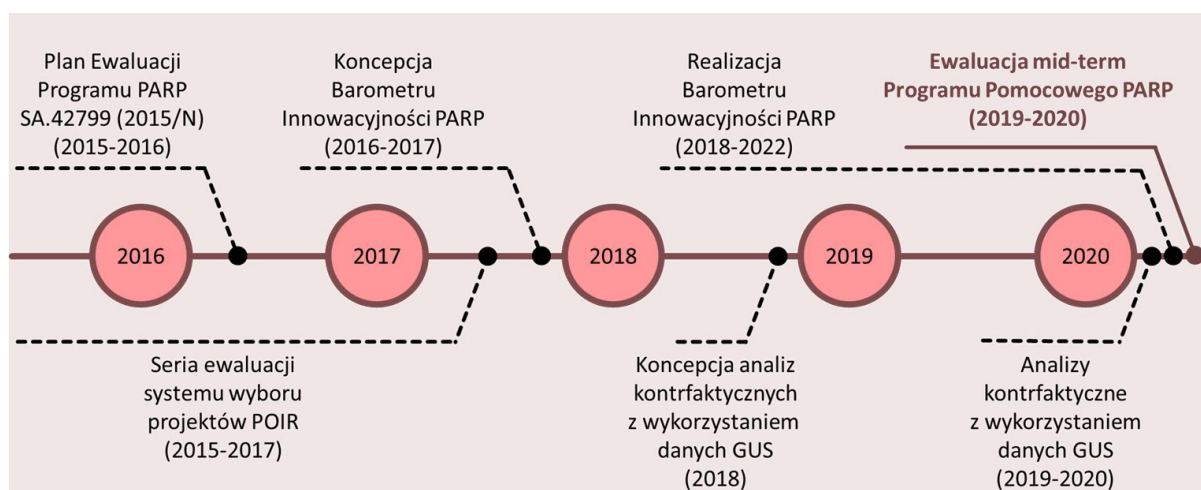 Plan Ewaluacji
Programu PARP
SA.42799 (2015/N)
(2015-2016)
Koncepcja
Barometru
Innowacyjności PARP
(2016-2017)
Realizacja
Barometru
Innowacyjności PARP
(2018-2022)
Ewaluacja mid-term
Programu Pomocowego PARP
(2019-2020)
2016
2017
2018
2019
2020
Seria ewaluacji
systemu wyboru
projektów POIR
(2015-2017)
Koncepcja analiz
kontrfaktycznych
z wykorzystaniem
danych GUS
(2018)
Analizy
kontrfaktyczne
z wykorzystaniem
danych GUS
(2019-2020)